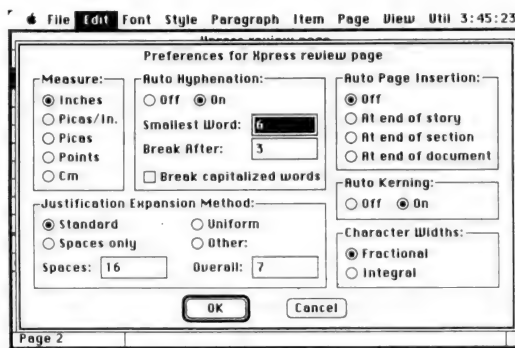 File Edit Font Style Paragraph Item Page View Util 3:45:23
Xpress review page
Preferences for Xpress review page
Measure:
Inches
Picas/In.
Picas
Points
Cm
Auto Hyphenation:
Off On
Smallest Word: 6
Break After: 3
Break capitalized words
Auto Page Insertion:
Off
At end of story
At end of section
At end of document
Auto Kerning:
Off On
Justification Expansion Method:
Standard Uniform
Spaces only Other:
Spaces: 16 Overall: 7
Character Widths:
Fractional
Integral
OK Cancel
Page 2